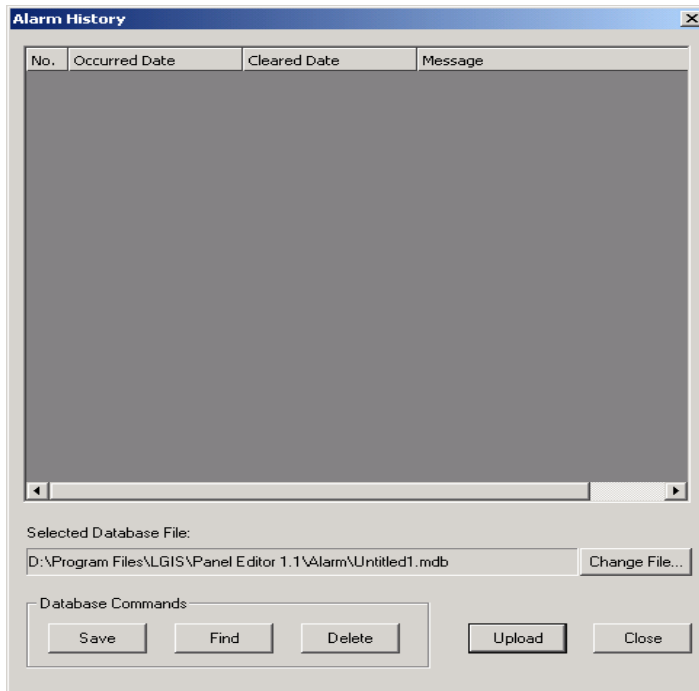 Alarm History
No. Occurred Date Cleared Date Message
Selected Database File:
D:\Program Files\LGIS\Panel Editor 1.1\Alarm\Untitled1.mdb Change File...
Database Commands
Save Find Delete Upload Close